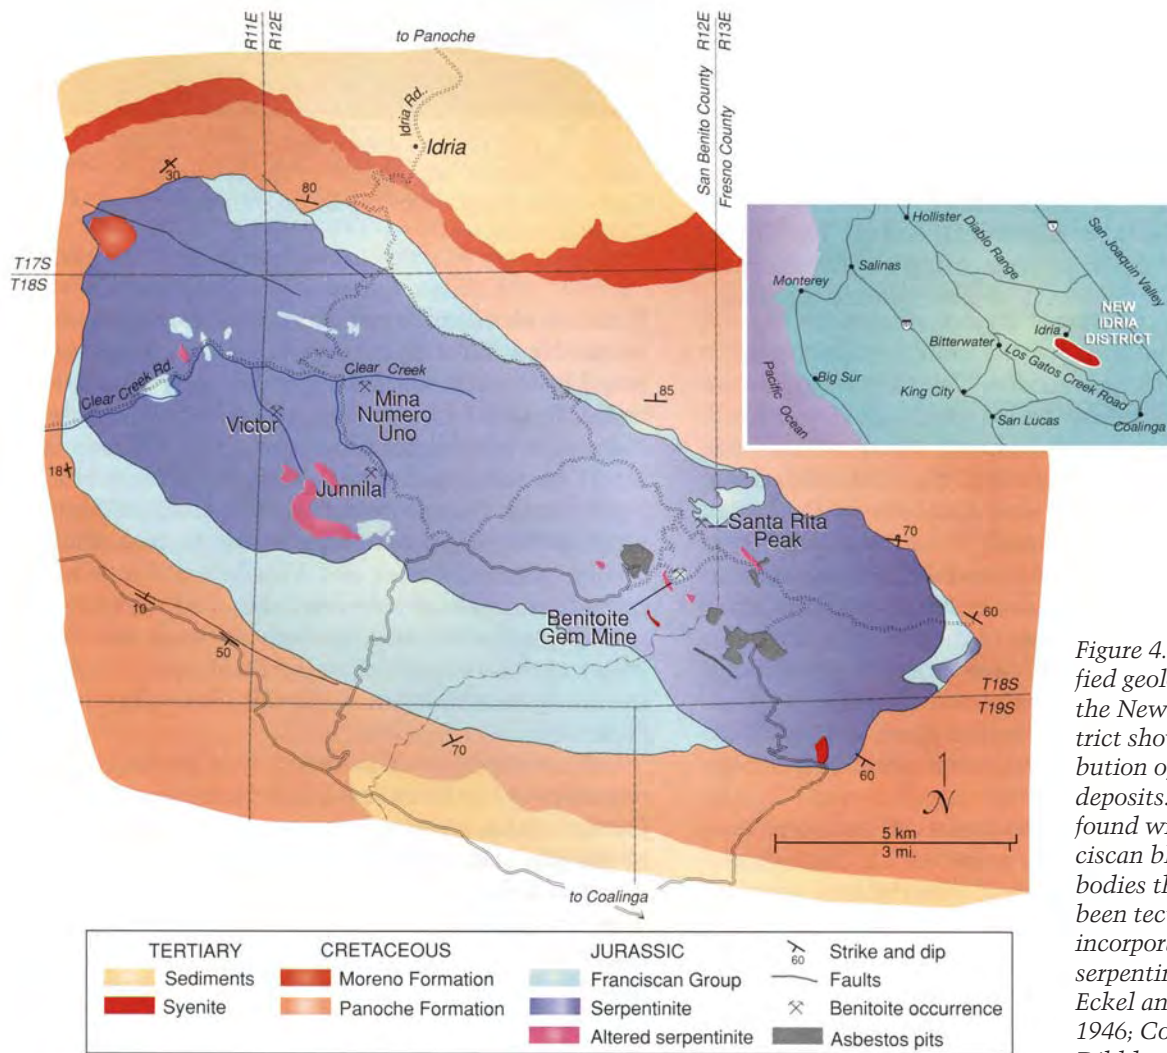 R11E
R12E
to Panoche
Idria Rd..
Idria
San Benito County
Fresno County
R12E
R13E
30
80
T17S
T18S
Clear Creek Rd.
Clear Creek
Mina
Numero
Uno
Victor
Junnila
18
85
Santa Rita
Peak
70
60
Benitoite
Gem Mine
10
50
70
T18S
T19S
60
N
5 km
3 mi.
to Coalinga
Hollister
Diablo Range
San Joaquin Valley
Salinas
Monterey
NEW
IDRIA
DISTRICT
Idria
Bitterwater
Los Gatos Creek Road
Big Sur
King City
Pacific Ocean
San Lucas
Coalinga
TERTIARY
Sediments
Syenite
CRETACEOUS
Moreno Formation
Panoche Formation
JURASSIC
Franciscan Group
Serpentinite
Altered serpentinite
60
Strike and dip
Faults
Benitoite occurrence
Asbestos pits
Figure 4.
fied geol
the New
trict sho
bution o
deposits.
found w
ciscan bl
bodies th
been tec
incorpor
serpentin
Eckel an
1946; Co